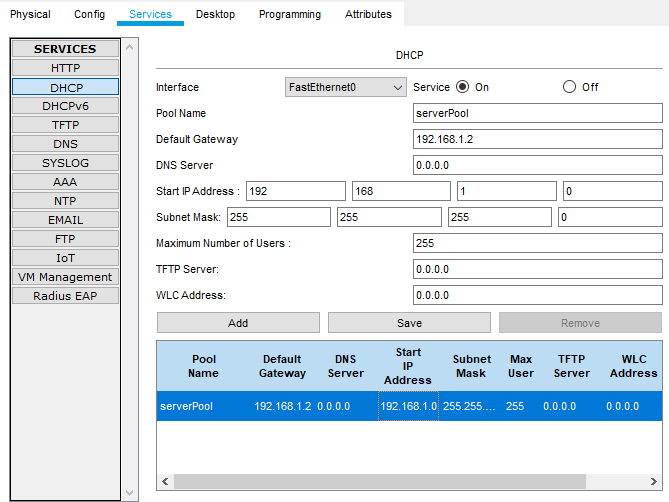 Physical Config Services Desktop Programming Attributes
SERVICES
HTTP
DHCP
DHCPv6
TFTP
DNS
SYSLOG
AAA
NTP
EMAIL
FTP
IoT
VM Management
Radius EAP
DHCP
Interface FastEthernet0 Service On Off
Pool Name serverPool
Default Gateway 192.168.1.2
DNS Server 0.0.0.0
Start IP Address : 192 168 1 0
Subnet Mask: 255 255 255 0
Maximum Number of Users : 255
TFTP Server: 0.0.0.0
WLC Address: 0.0.0.0
Add Save Remove
Pool Name Default Gateway DNS Server Start IP Address Subnet Mask Max User TFTP Server WLC Address
serverPool 192.168.1.2 0.0.0.0 192.168.1.0 255.255.... 255 0.0.0.0 0.0.0.0